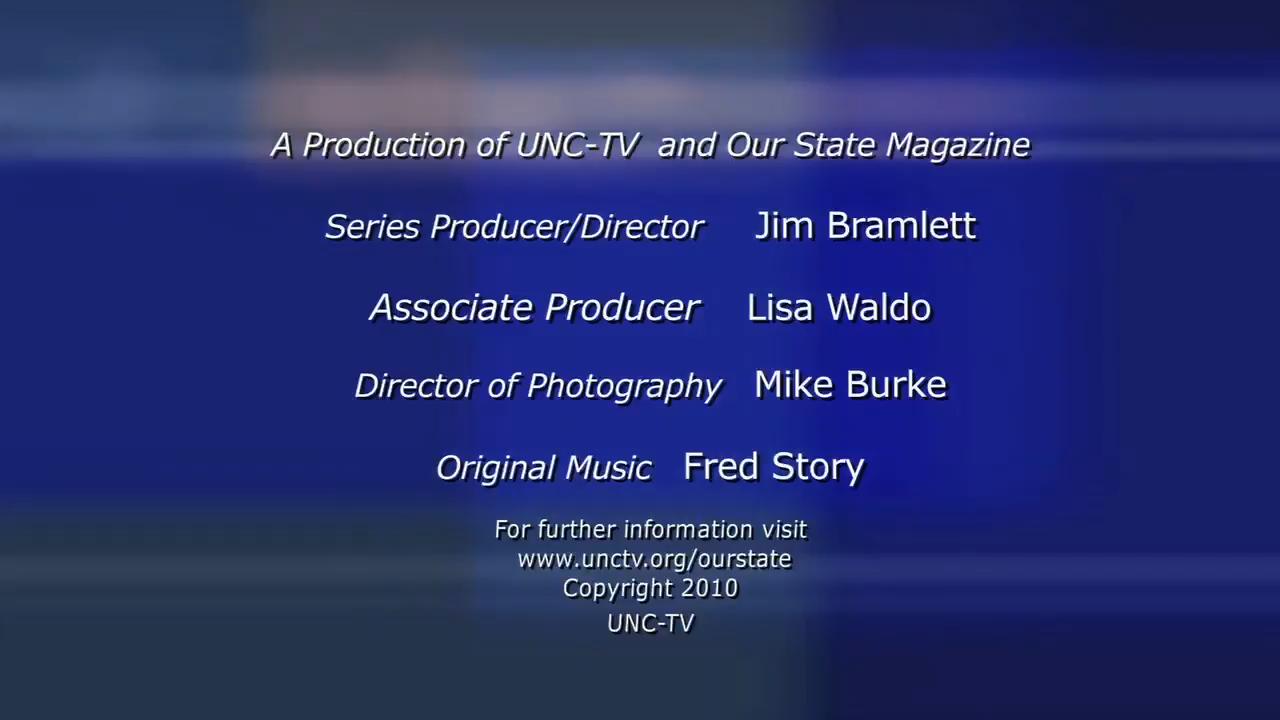 A Production of UNC-TV and Our State Magazine
Series Producer/Director Jim Bramlett
Associate Producer Lisa Waldo
Director of Photography Mike Burke
Original Music Fred Story
For further information visit
www.unctv.org/ourstate
Copyright 2010
UNC-TV